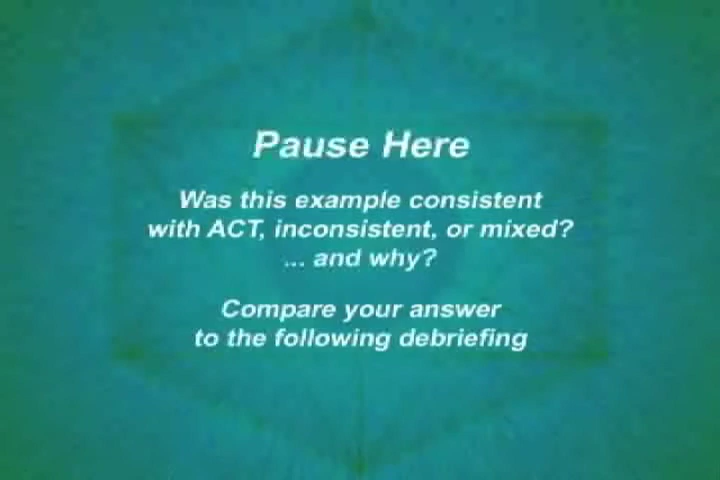 Pause Here
Was this example consistent
with ACT, inconsistent, or mixed?
... and why?
Compare your answer
to the following debriefing